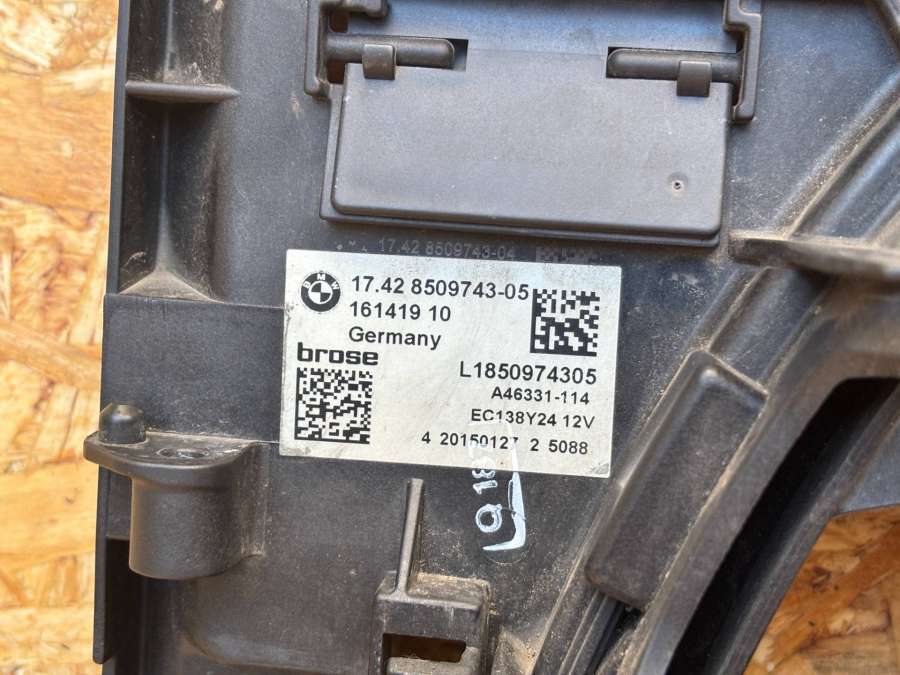 17.42 8509743-04
BMW
17.42 8509743-05
161419 10
Germany
brose
L1850974305
A46331-114
EC138Y24 12V
4 20150127 2 5088